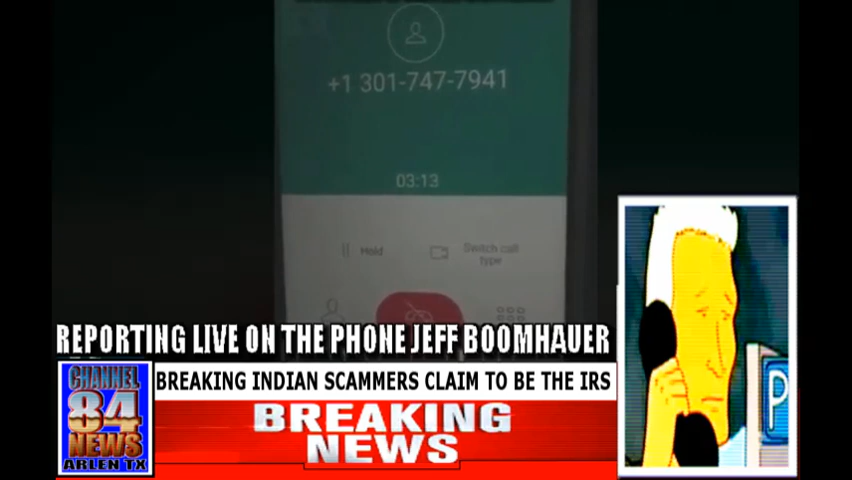 +1 301-747-7941
03:13
Hold
Switch call
type
REPORTING LIVE ON THE PHONE JEFF BOOMHAUER
CHANNEL
84
NEWS
ARLEN TX
BREAKING INDIAN SCAMMERS CLAIM TO BE THE IRS
BREAKING
NEWS
P